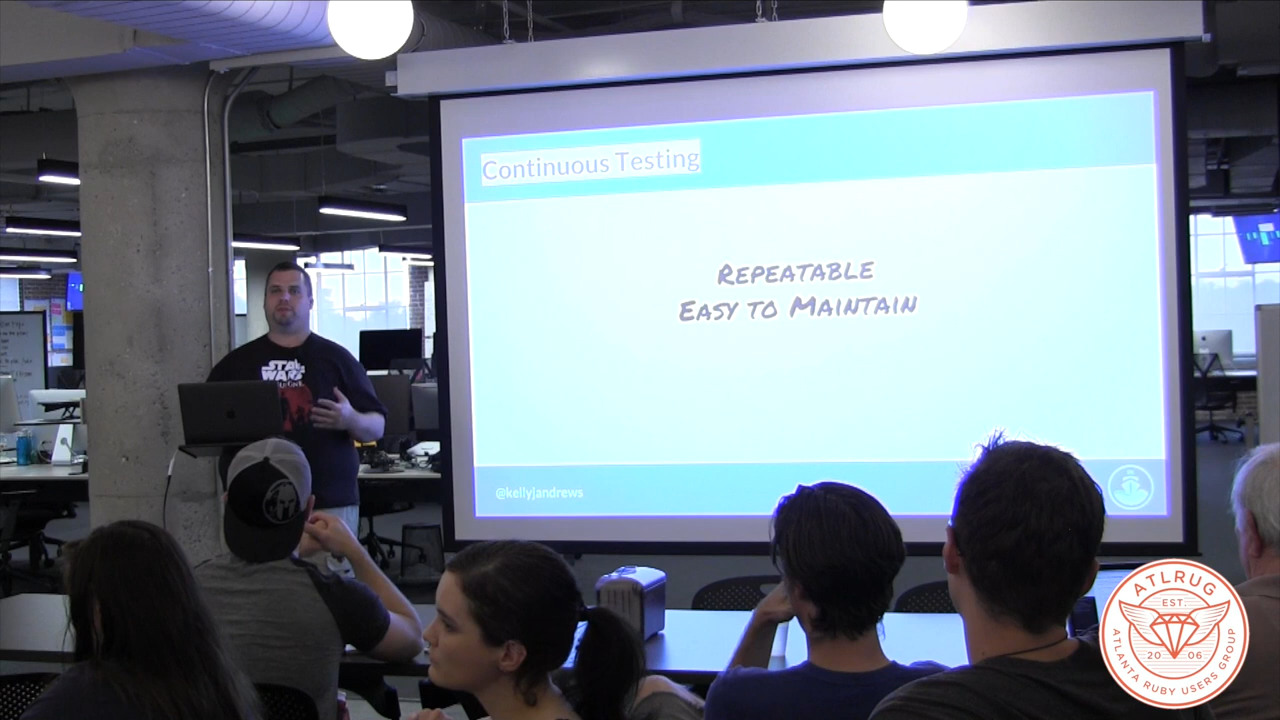 Continuous Testing
REPEATABLE
EASY TO MAINTAIN
@kellyjandrews
STAR
WARS
ATLRUG
EST.
20 06
ATLANTA RUBY USERS GROUP